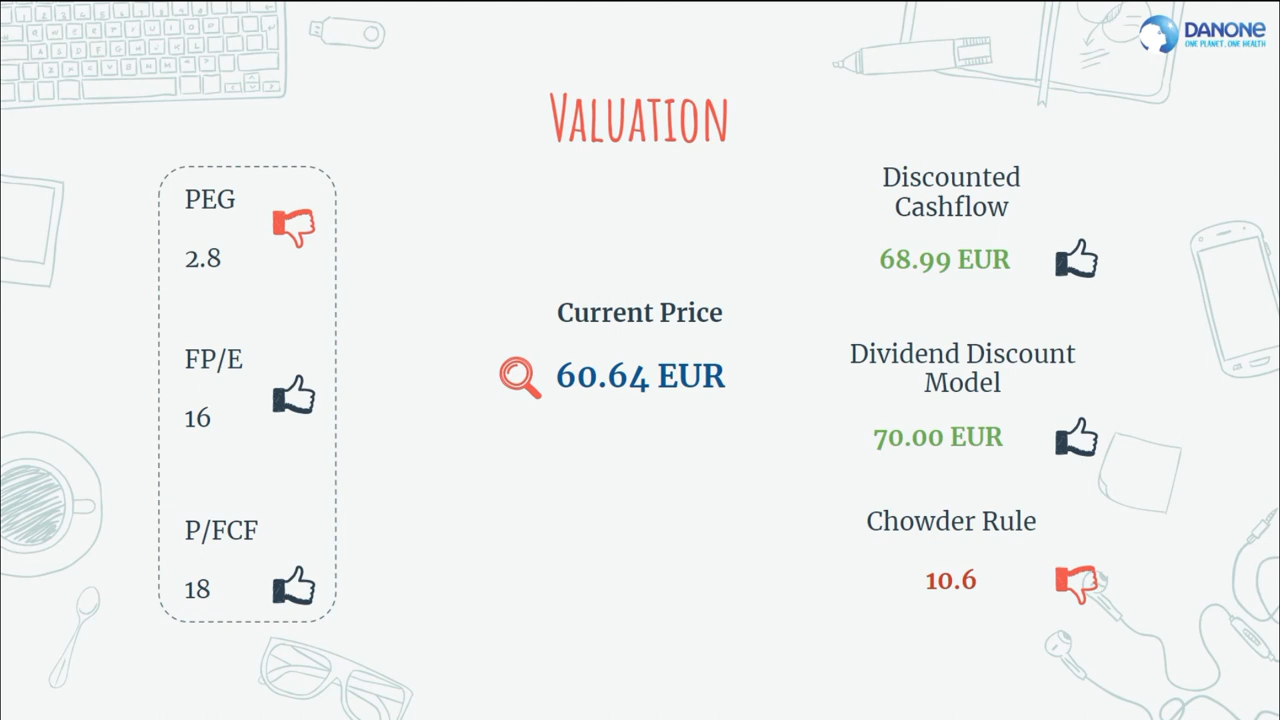 DANONE
ONE PLANET. ONE HEALTH
VALUATION
PEG
2.8
FP/E
16
P/FCF
18
Current Price
60.64 EUR
Discounted
Cashflow
68.99 EUR
Dividend Discount
Model
70.00 EUR
Chowder Rule
10.6